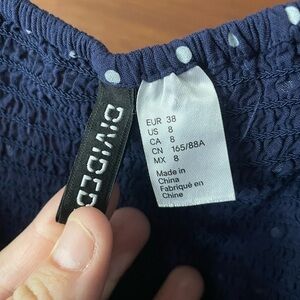 DIVIDED
EUR 38
US 8
CA 8
CN 165/88A
MX 8
Made in
China
Fabriqué en
Chine